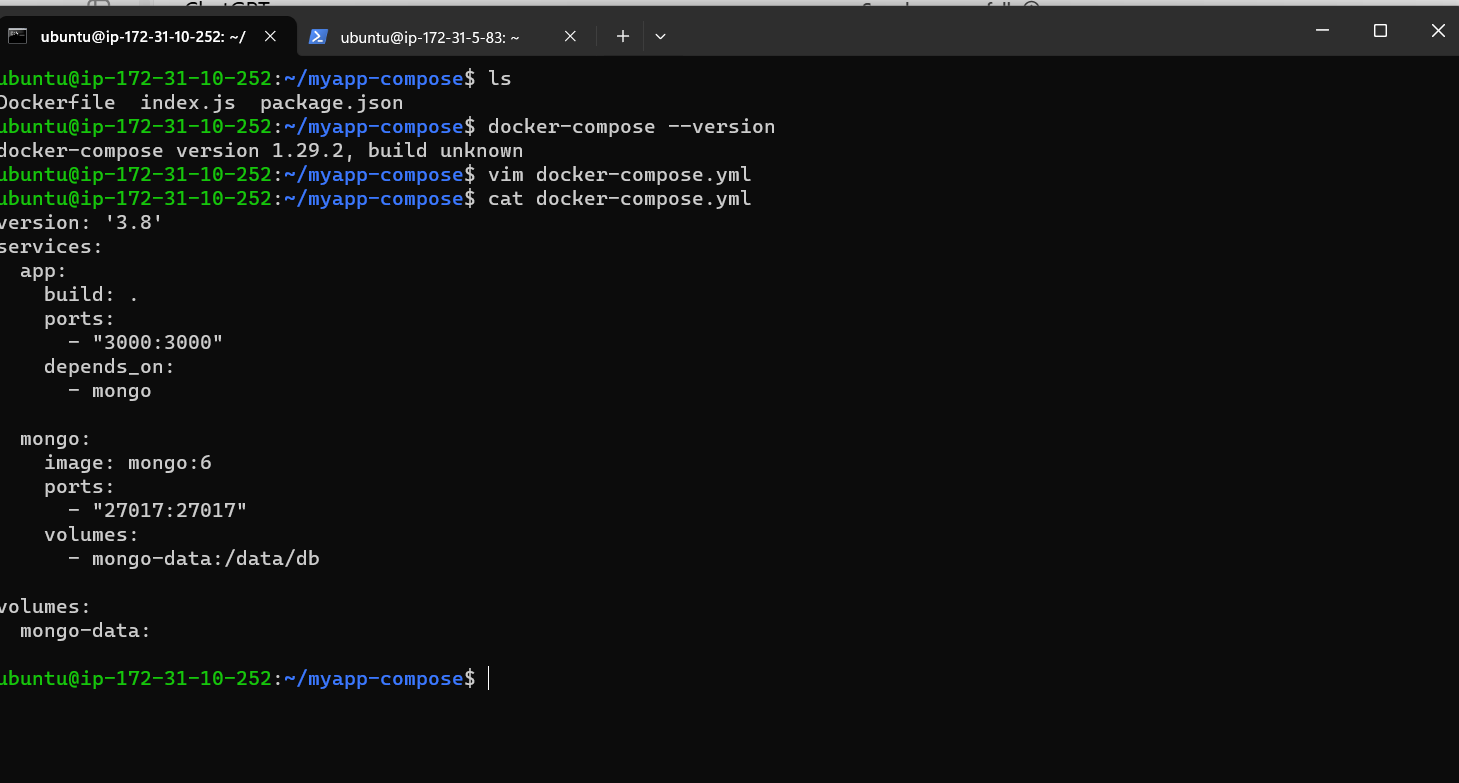 ubuntu@ip-172-31-10-252: ~/
ubuntu@ip-172-31-5-83: ~
ubuntu@ip-172-31-10-252:~/myapp-compose$ ls
Dockerfile  index.js  package.json
ubuntu@ip-172-31-10-252:~/myapp-compose$ docker-compose --version
docker-compose version 1.29.2, build unknown
ubuntu@ip-172-31-10-252:~/myapp-compose$ vim docker-compose.yml
ubuntu@ip-172-31-10-252:~/myapp-compose$ cat docker-compose.yml
version: '3.8'
services:
  app:
    build: .
    ports:
      - "3000:3000"
    depends_on:
      - mongo
  mongo:
    image: mongo:6
    ports:
      - "27017:27017"
    volumes:
      - mongo-data:/data/db
volumes:
  mongo-data:
ubuntu@ip-172-31-10-252:~/myapp-compose$